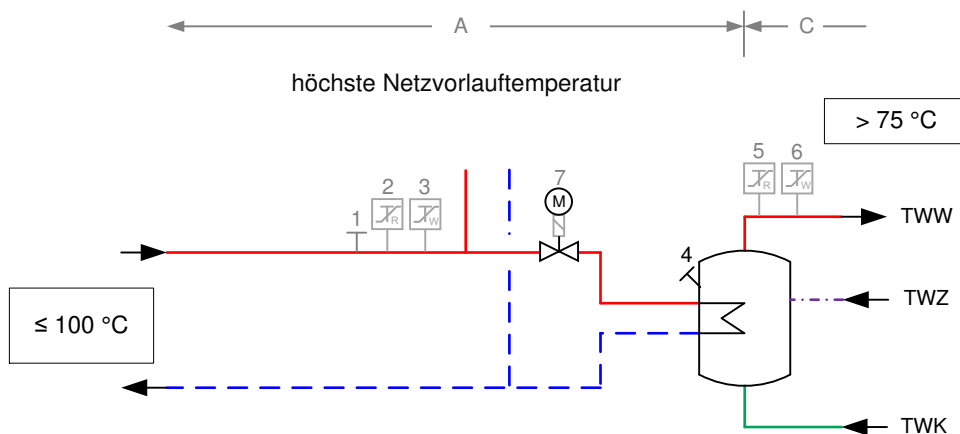 A C
höchste Netzvorlauftemperatur
> 75 °C
5 6
R W
2 3 7
1 R W M
TWW
4
TWZ
≤ 100 °C
TWK